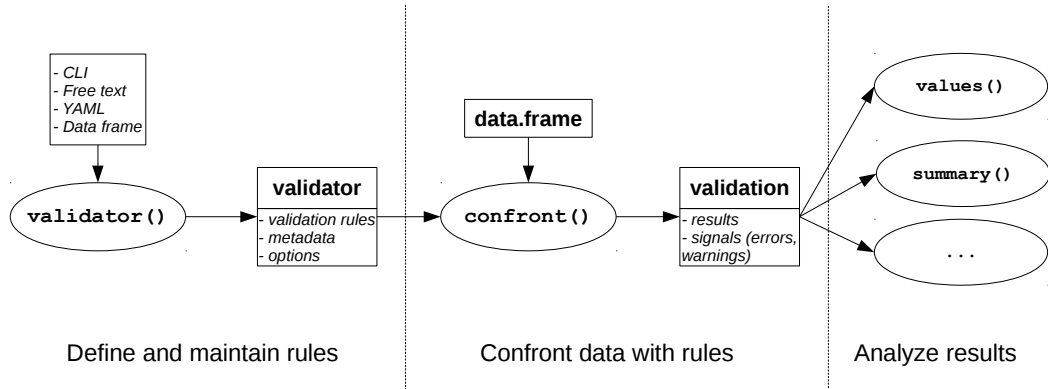 - CLI
- Free text
- YAML
- Data frame
validator()
validator
- validation rules
- metadata
- options
data.frame
confront()
validation
- results
- signals (errors,
warnings)
values()
summary()
...
Define and maintain rules
Confront data with rules
Analyze results